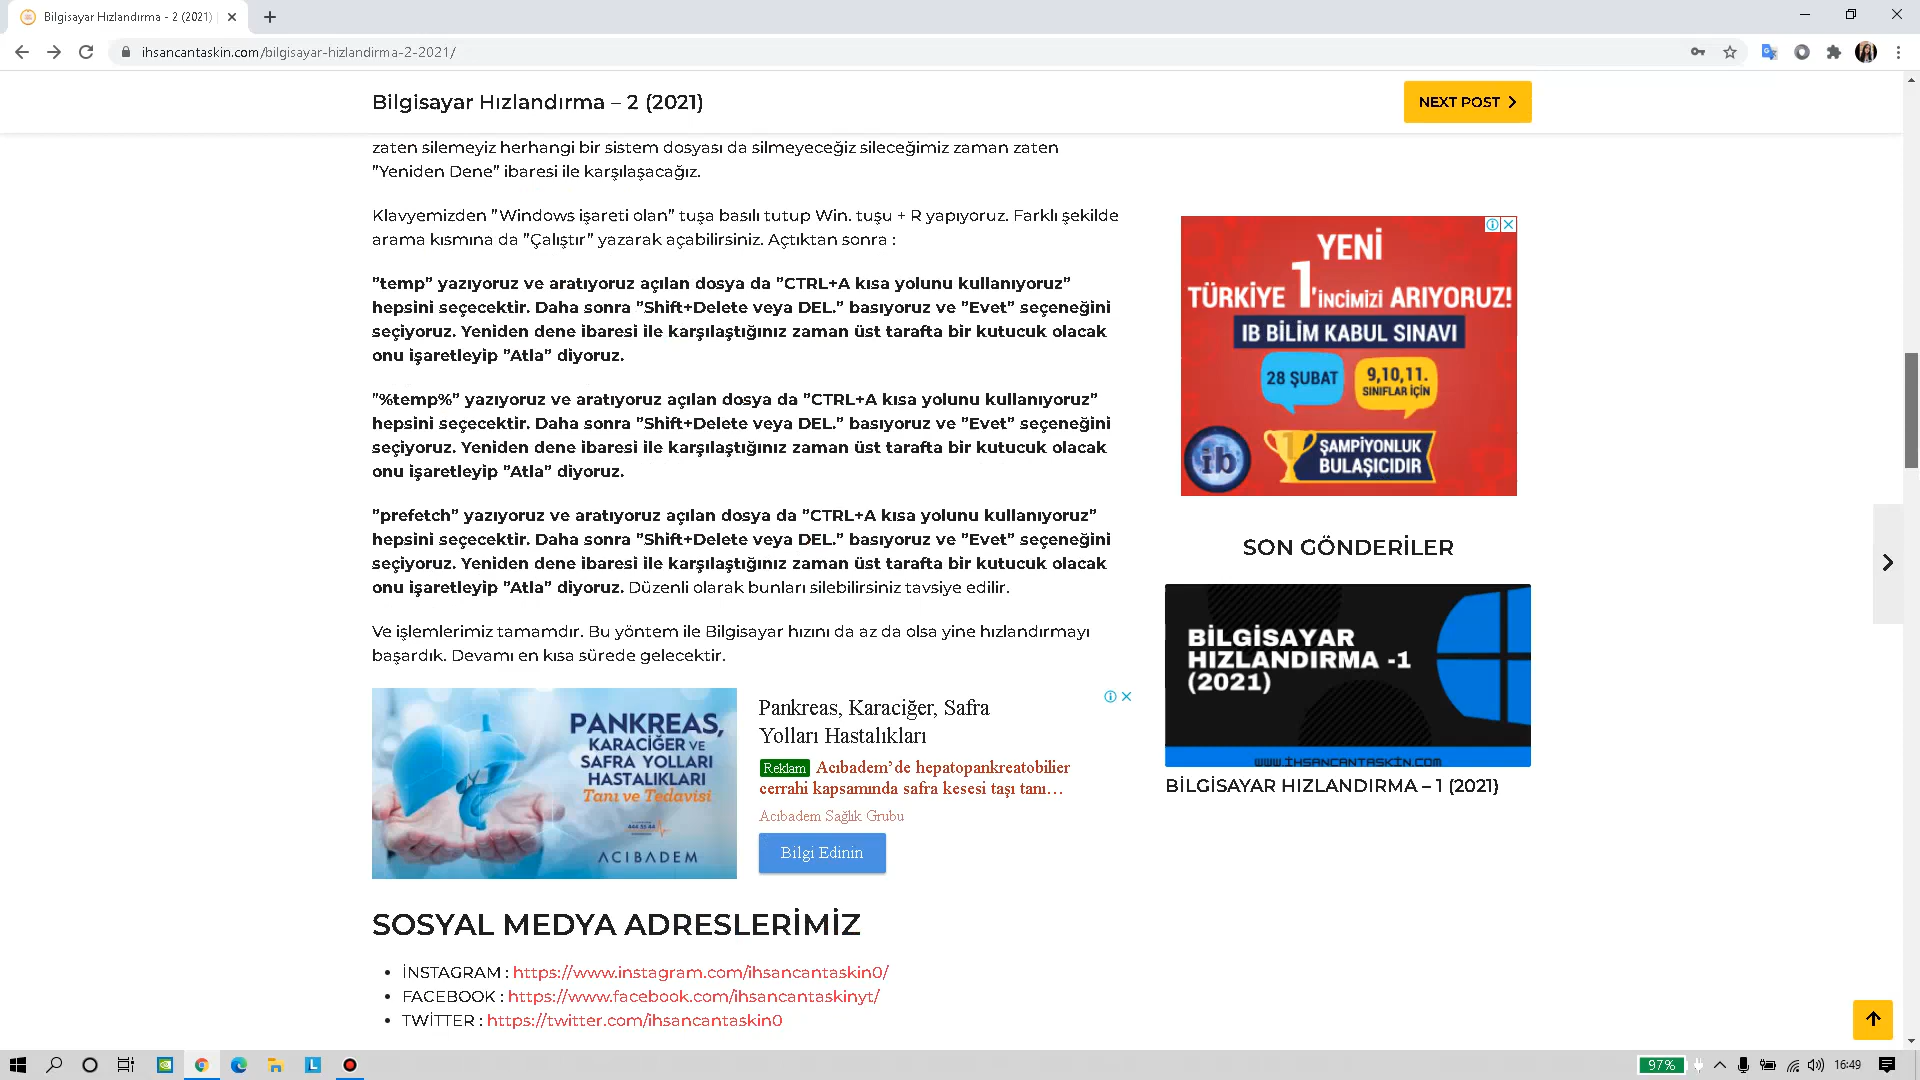 Bilgisayar Hızlandırma - 2 (2021)
ihsancantaskin.com/bilgisayar-hizlandirma-2-2021/
Bilgisayar Hızlandırma – 2 (2021)
NEXT POST
zaten silemeyiz herhangi bir sistem dosyası da silmeyeceğiz sileceğimiz zaman zaten
”Yeniden Dene” ibaresi ile karşılaşacağız.
Klavyemizden ”Windows işareti olan” tuşa basılı tutup Win. tuşu + R yapıyoruz. Farklı şekilde
arama kısmına da ”Çalıştır” yazarak açabilirsiniz. Açtıktan sonra :
”temp” yazıyoruz ve aratıyoruz açılan dosya da ”CTRL+A kısa yolunu kullanıyoruz”
hepsini seçecektir. Daha sonra ”Shift+Delete veya DEL.” basıyoruz ve ”Evet” seçeneğini
seçiyoruz. Yeniden dene ibaresi ile karşılaştığınız zaman üst tarafta bir kutucuk olacak
onu işaretleyip ”Atla” diyoruz.
”%temp%” yazıyoruz ve aratıyoruz açılan dosya da ”CTRL+A kısa yolunu kullanıyoruz”
hepsini seçecektir. Daha sonra ”Shift+Delete veya DEL.” basıyoruz ve ”Evet” seçeneğini
seçiyoruz. Yeniden dene ibaresi ile karşılaştığınız zaman üst tarafta bir kutucuk olacak
onu işaretleyip ”Atla” diyoruz.
”prefetch” yazıyoruz ve aratıyoruz açılan dosya da ”CTRL+A kısa yolunu kullanıyoruz”
hepsini seçecektir. Daha sonra ”Shift+Delete veya DEL.” basıyoruz ve ”Evet” seçeneğini
seçiyoruz. Yeniden dene ibaresi ile karşılaştığınız zaman üst tarafta bir kutucuk olacak
onu işaretleyip ”Atla” diyoruz. Düzenli olarak bunları silebilirsiniz tavsiye edilir.
Ve işlemlerimiz tamamdır. Bu yöntem ile Bilgisayar hızını da az da olsa yine hızlandırmayı
başardık. Devamı en kısa sürede gelecektir.
PANKREAS,
KARACİĞER VE
SAFRA YOLLARI
HASTALIKLARI
Tanı ve Tedavisi
444 55 44
ACIBADEM
Pankreas, Karaciğer, Safra
Yolları Hastalıkları
Reklam Acıbadem’de hepatopankreatobilier
cerrahi kapsamında safra kesesi taşı tanı…
Acıbadem Sağlık Grubu
Bilgi Edinin
SOSYAL MEDYA ADRESLERİMİZ
• İNSTAGRAM : https://www.instagram.com/ihsancantaskin0/
• FACEBOOK : https://www.facebook.com/ihsancantaskinyt/
• TWİTTER : https://twitter.com/ihsancantaskin0
YENİ
TÜRKİYE 1'İNCİMİZİ ARIYORUZ!
IB BİLİM KABUL SINAVI
28 ŞUBAT
9,10,11.
SINIFLAR İÇİN
ib
1
ŞAMPİYONLUK
BULAŞICIDIR
SON GÖNDERİLER
BİLGİSAYAR
HIZLANDIRMA -1
(2021)
WWW.İHSANCANTASKİN.COM
BİLGİSAYAR HIZLANDIRMA – 1 (2021)
L
97%
16:49